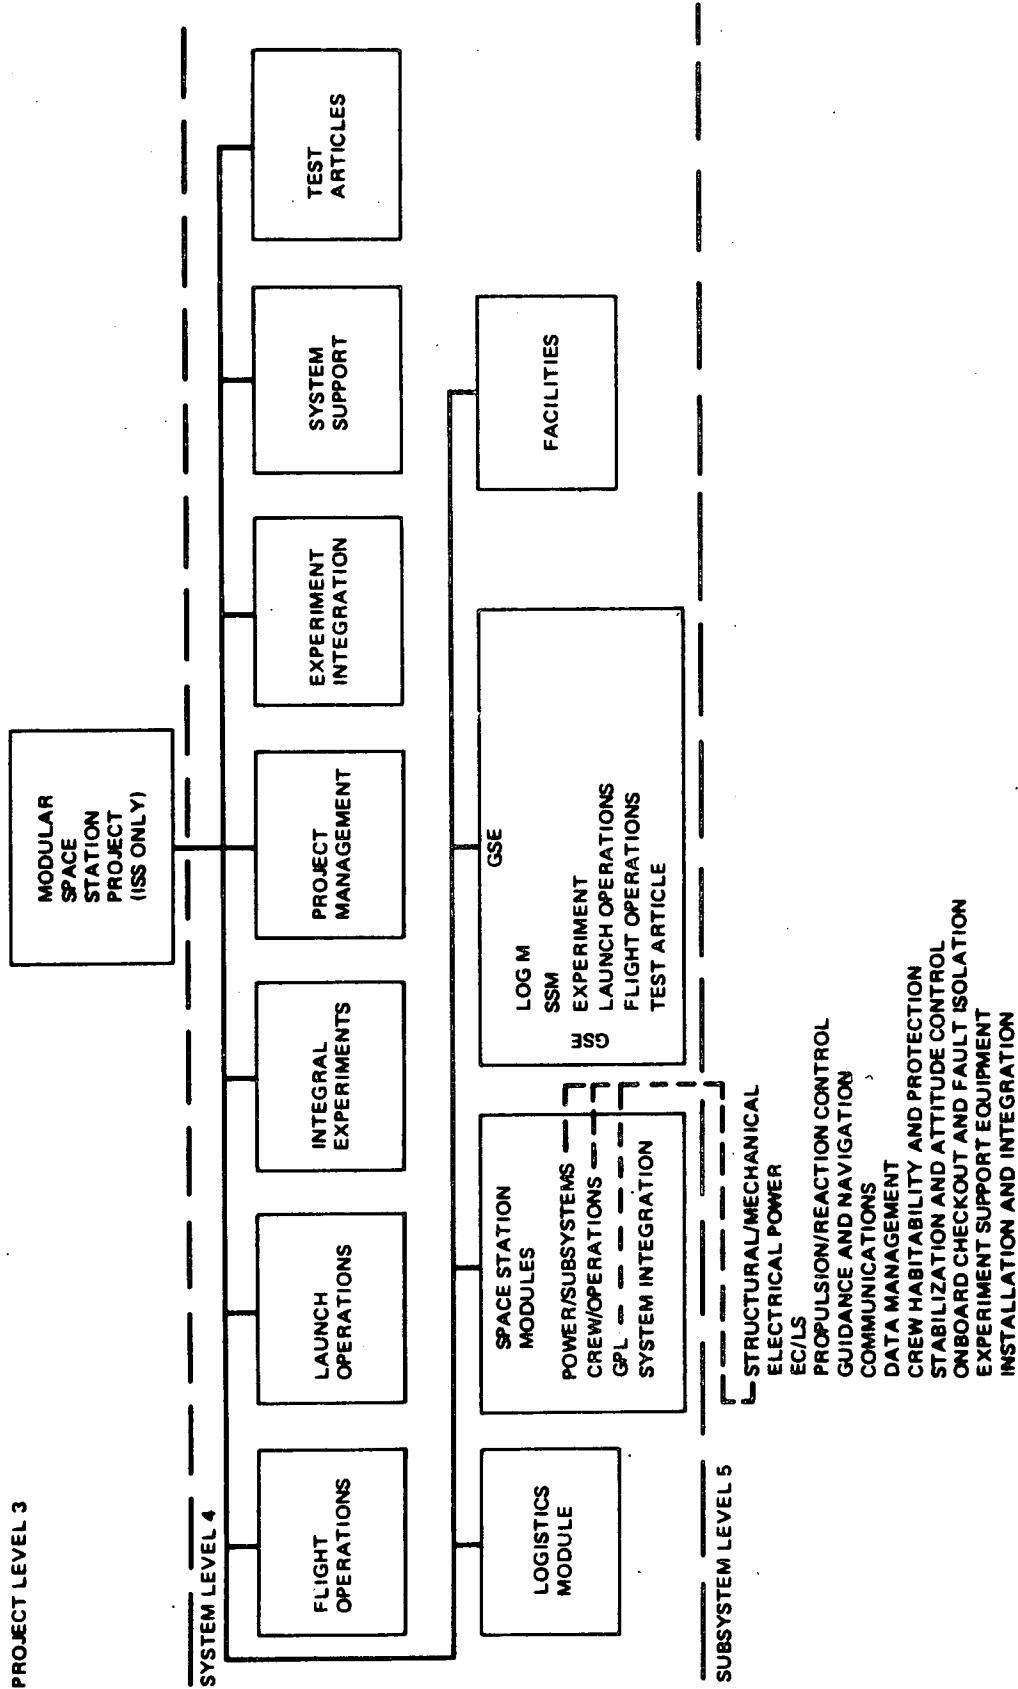 PROJECT LEVEL 3
MODULAR
SPACE
STATION
PROJECT
(ISS ONLY)
SYSTEM LEVEL 4
FLIGHT
OPERATIONS
LAUNCH
OPERATIONS
INTEGRAL
EXPERIMENTS
PROJECT
MANAGEMENT
EXPERIMENT
INTEGRATION
SYSTEM
SUPPORT
TEST
ARTICLES
LOGISTICS
MODULE
SPACE STATION
MODULES
POWER/SUBSYSTEMS
CREW/OPERATIONS
GPL
SYSTEM INTEGRATION
GSE
LOG M
SSM
EXPERIMENT
LAUNCH OPERATIONS
FLIGHT OPERATIONS
TEST ARTICLE
GSE
FACILITIES
SUBSYSTEM LEVEL 5
STRUCTURAL/MECHANICAL
ELECTRICAL POWER
EC/LS
PROPULSION/REACTION CONTROL
GUIDANCE AND NAVIGATION
COMMUNICATIONS
DATA MANAGEMENT
CREW HABITABILITY AND PROTECTION
STABILIZATION AND ATTITUDE CONTROL
ONBOARD CHECKOUT AND FAULT ISOLATION
EXPERIMENT SUPPORT EQUIPMENT
INSTALLATION AND INTEGRATION